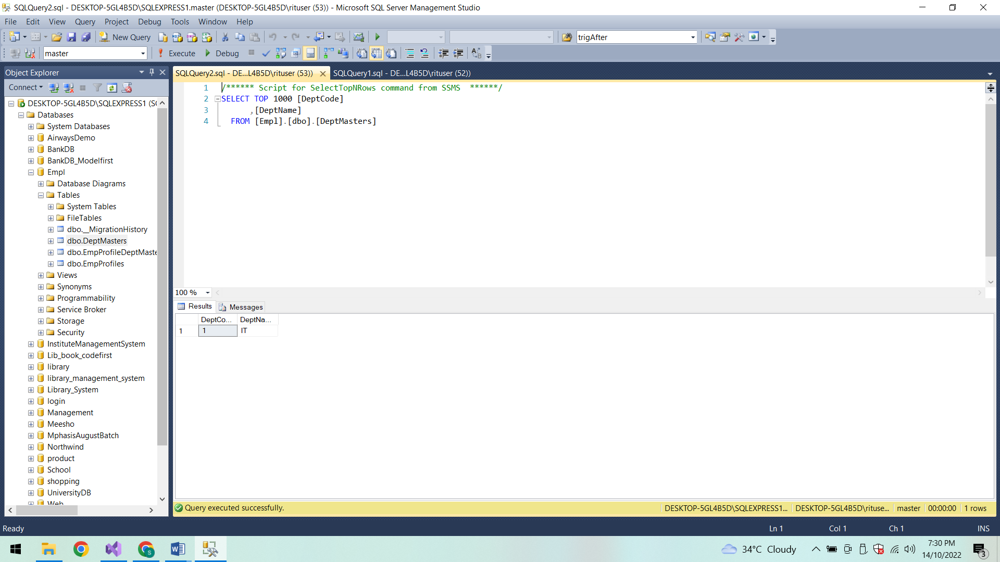 SQLQuery2.sql - DESKTOP-5GL4B5D\SQLEXPRESS1.master (DESKTOP-5GL4B5D\rituser (53)) - Microsoft SQL Server Management Studio
File Edit View Query Project Debug Tools Window Help
New Query
trigAfter
master
Execute
Debug
Object Explorer
SQLQuery2.sql - DE...L4B5D\rituser (53))
SQLQuery1.sql - DE...L4B5D\rituser (52))
Connect
DESKTOP-5GL4B5D\SQLEXPRESS1 (S
Databases
System Databases
AirwaysDemo
BankDB
BankDB_Modelfirst
Empl
Database Diagrams
Tables
System Tables
FileTables
dbo.__MigrationHistory
dbo.DeptMasters
dbo.EmpProfileDeptMaste
dbo.EmpProfiles
Views
Synonyms
Programmability
Service Broker
Storage
Security
InstituteManagementSystem
Lib_book_codefirst
library
library_management_system
Library_System
login
Management
Meesho
MphasisAugustBatch
Northwind
product
School
shopping
UniversityDB
Web
1 /****** Script for SelectTopNRows command from SSMS ******/
2 SELECT TOP 1000 [DeptCode]
3 ,[DeptName]
4 FROM [Empl].[dbo].[DeptMasters]
100 %
Results Messages
DeptCo... DeptNa...
1 1 IT
Query executed successfully.
DESKTOP-5GL4B5D\SQLEXPRESS1... DESKTOP-5GL4B5D\rituse... master 00:00:00 1 rows
Ready
Ln 1 Col 1 Ch 1 INS
34°C Cloudy
7:30 PM
14/10/2022
3